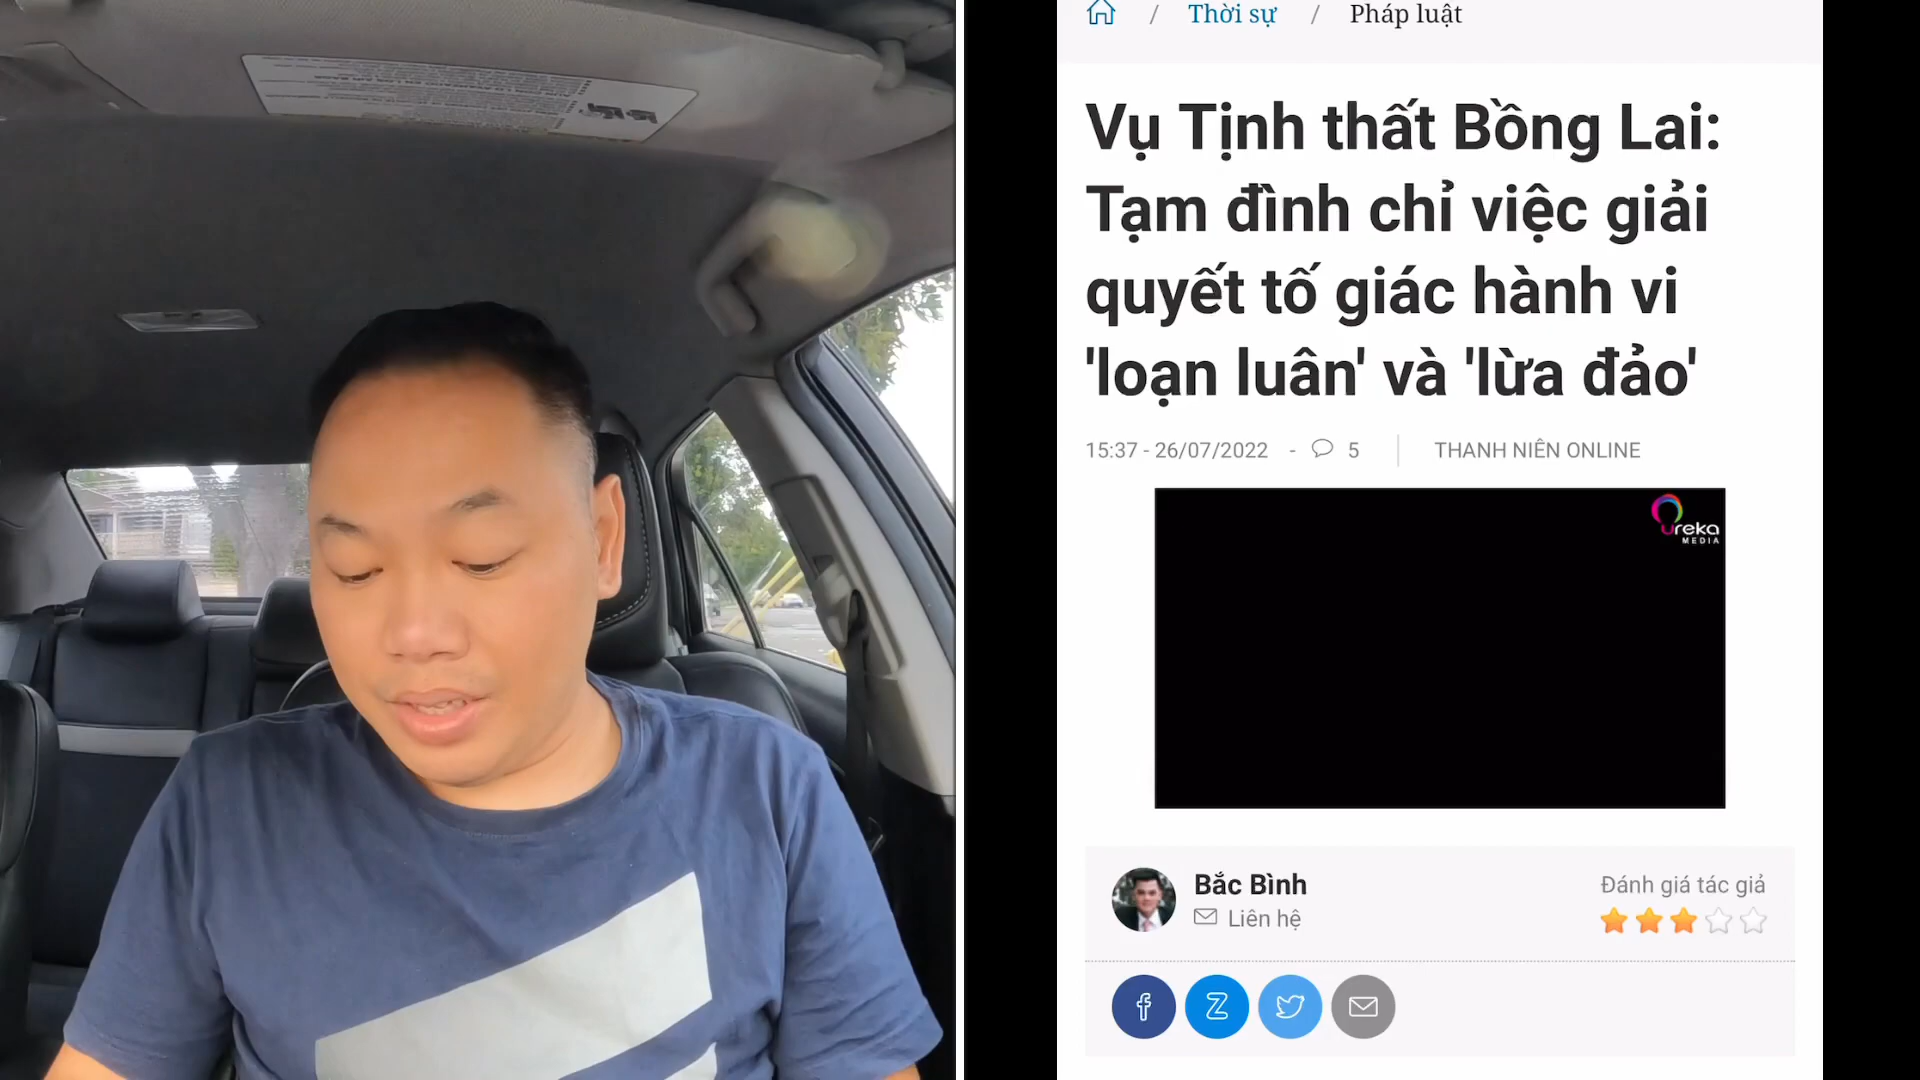 Thời sự / Pháp luật
Vụ Tịnh thất Bồng Lai:
Tạm đình chỉ việc giải
quyết tố giác hành vi
'loạn luân' và 'lừa đảo'
15:37 - 26/07/2022 - 5
THANH NIÊN ONLINE
ureka
MEDIA
Bắc Bình
Liên hệ
Đánh giá tác giả